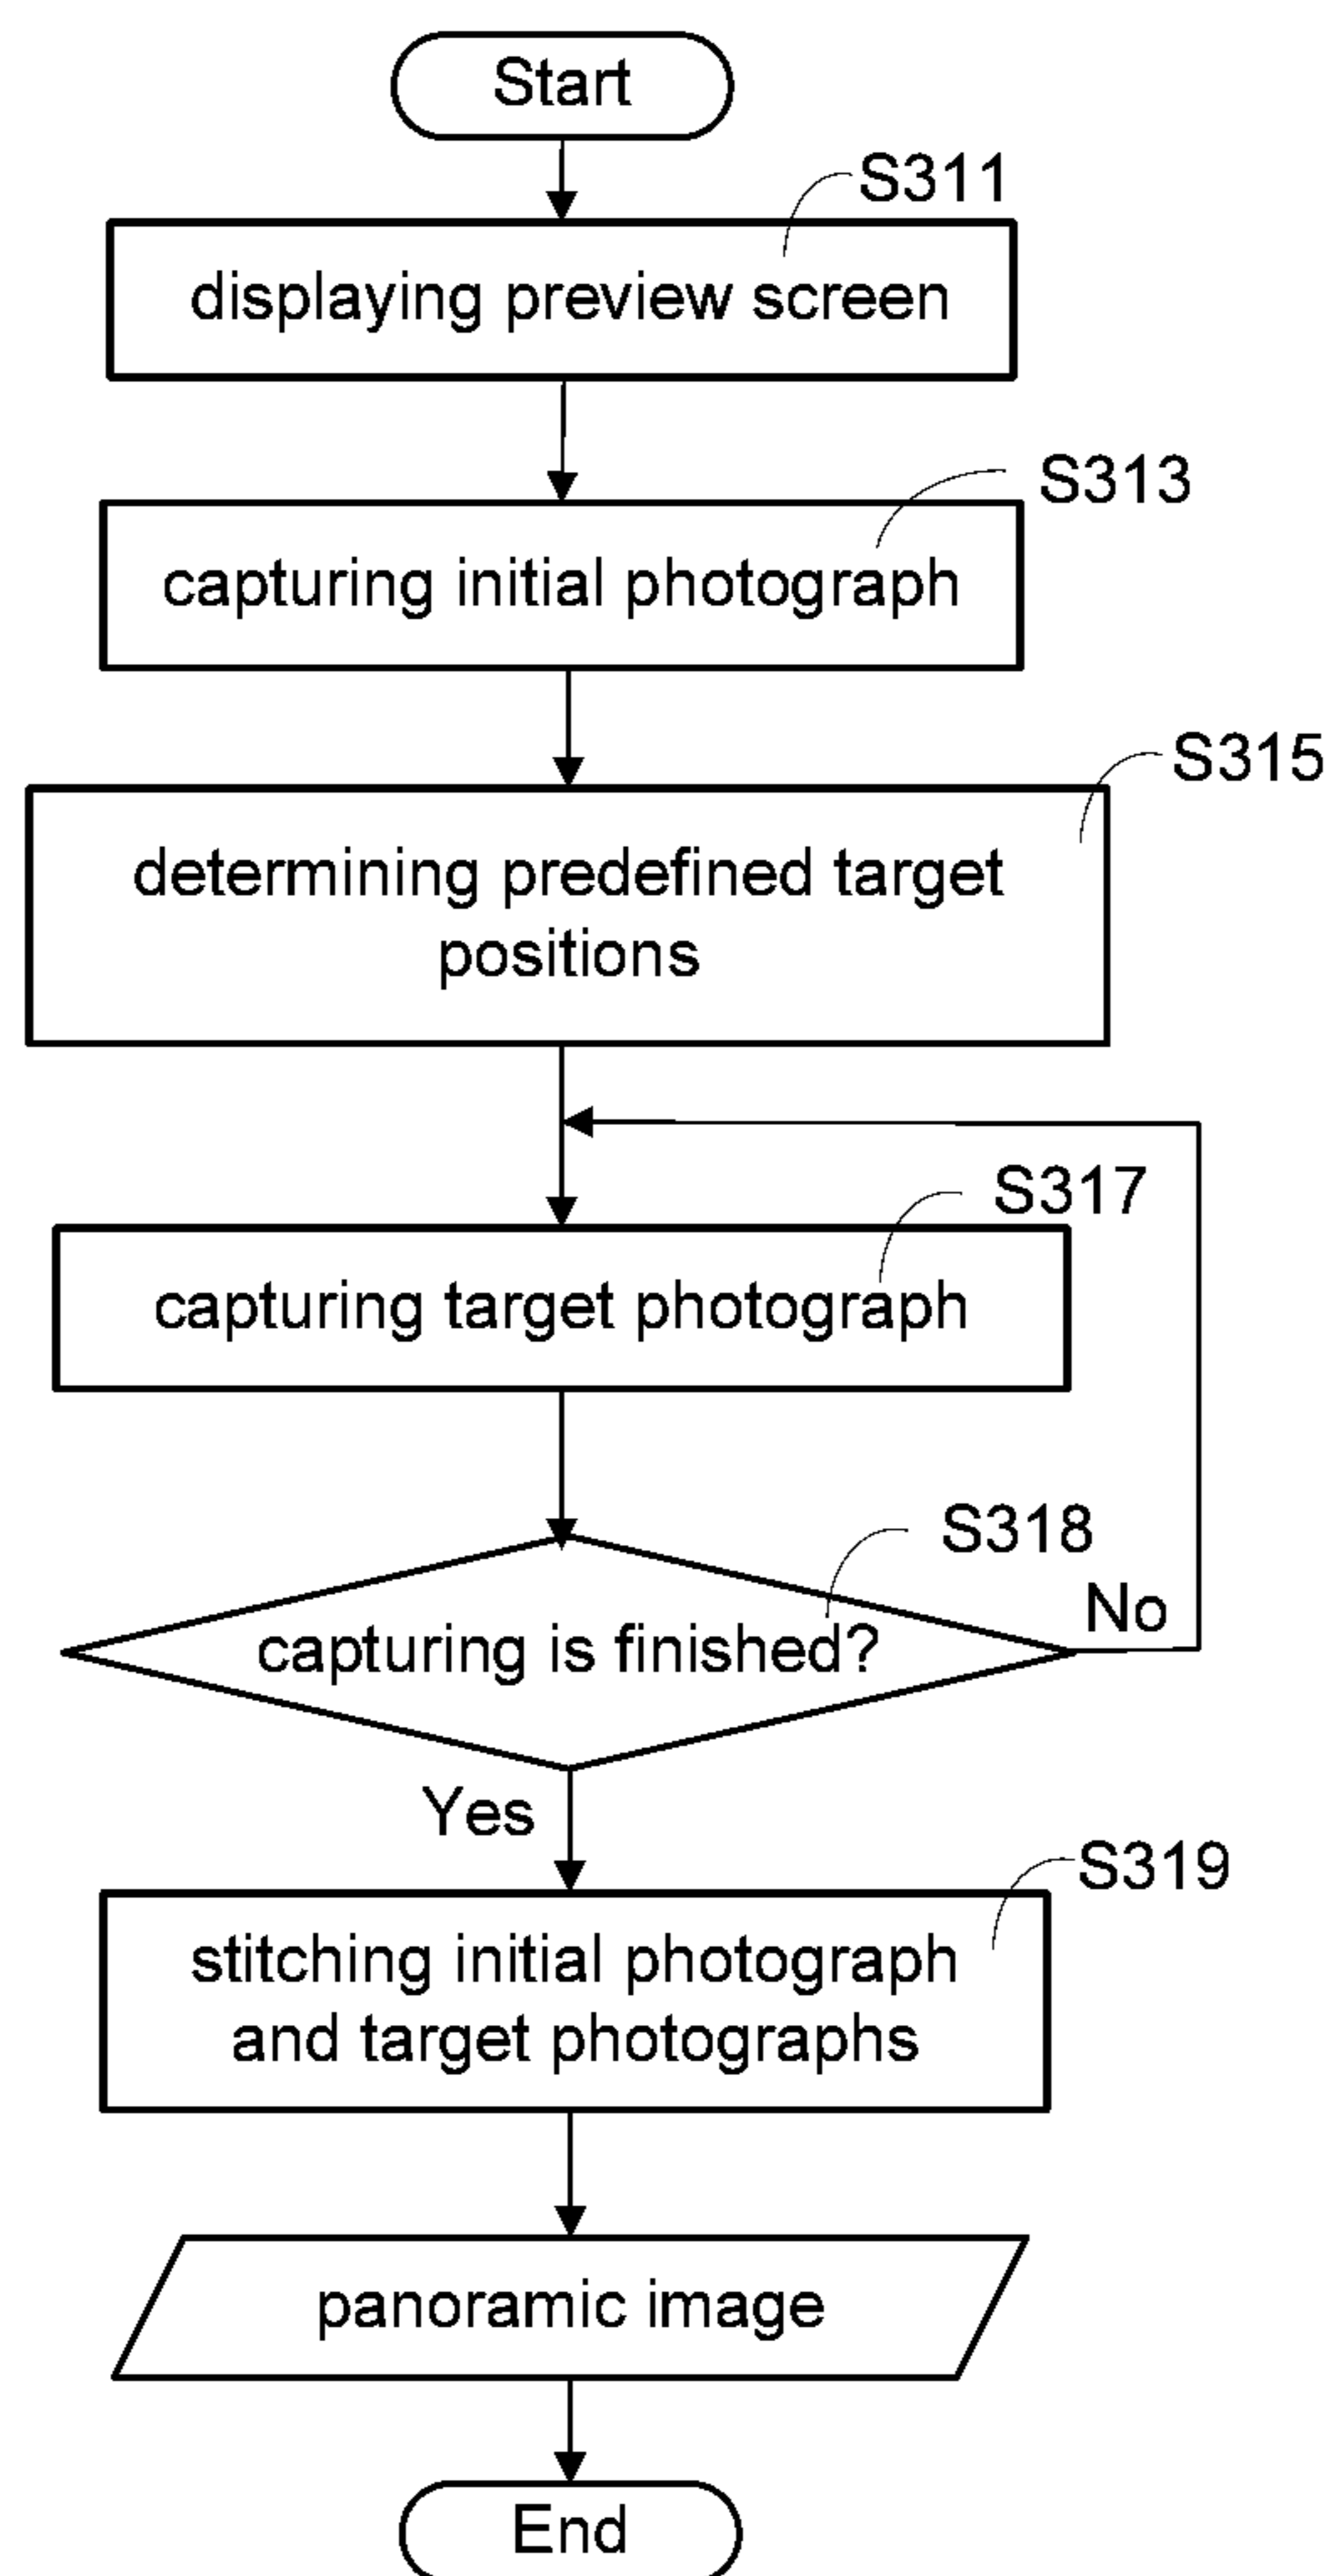 Start
S311
displaying preview screen
S313
capturing initial photograph
S315
determining predefined target
positions
S317
capturing target photograph
S318
No
capturing is finished?
Yes
S319
stitching initial photograph
and target photographs
panoramic image
End